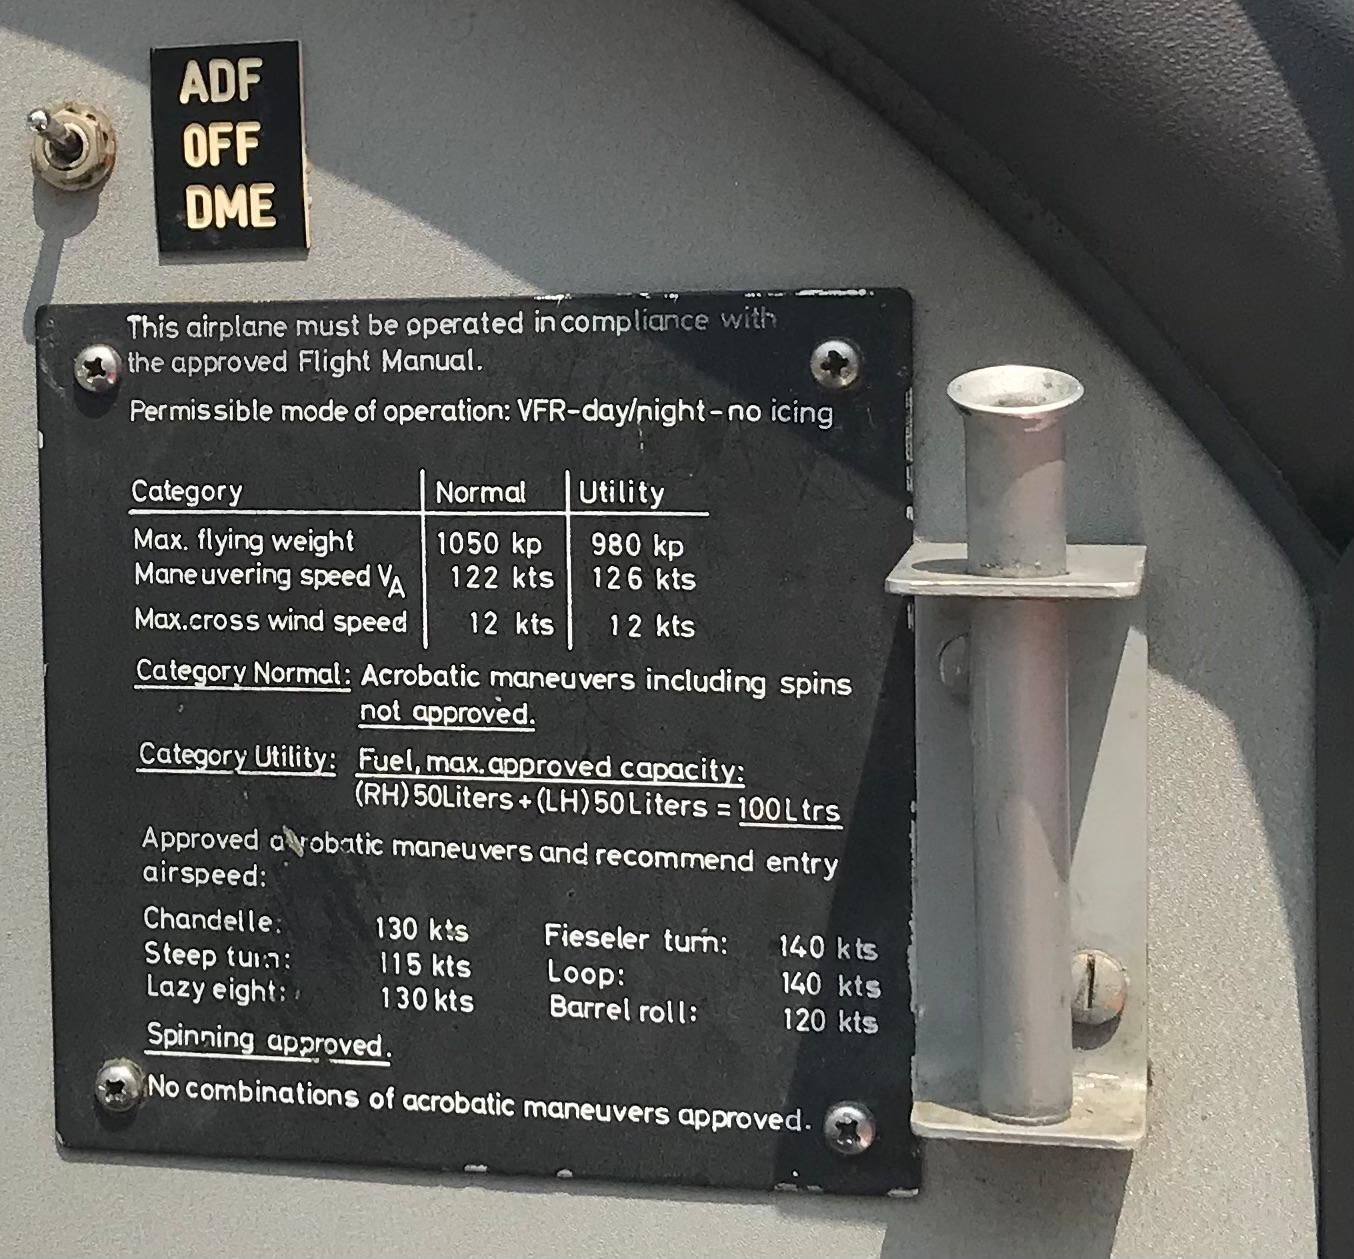 ADF
OFF
DME
This airplane must be operated in compliance with
the approved Flight Manual.
Permissible mode of operation: VFR-day/night-no icing
Category Normal Utility
Max. flying weight 1050 kp 980 kp
Maneuvering speed VA 122 kts 126 kts
Max.cross wind speed 12 kts 12 kts
Category Normal: Acrobatic maneuvers including spins
not approved.
Category Utility: Fuel, max. approved capacity:
(RH) 50Liters + (LH) 50Liters = 100Ltrs
Approved acrobatic maneuvers and recommend entry
airspeed:
Chandelle: 130 kts Fieseler turn: 140 kts
Steep turn: 115 kts Loop: 140 kts
Lazy eight: 130 kts Barrel roll: 120 kts
Spinning approved.
No combinations of acrobatic maneuvers approved.